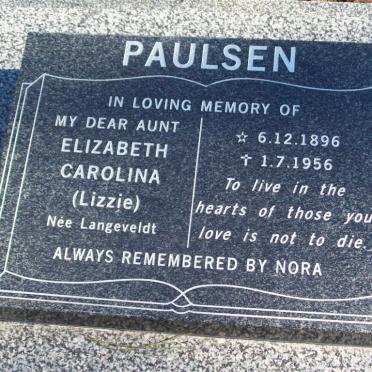 PAULSEN
IN LOVING MEMORY OF
MY DEAR AUNT
ELIZABETH
CAROLINA
(Lizzie)
Née Langeveldt
☆ 6.12.1896
✝ 1.7.1956
To live in the
hearts of those you
love is not to die.
ALWAYS REMEMBERED BY NORA